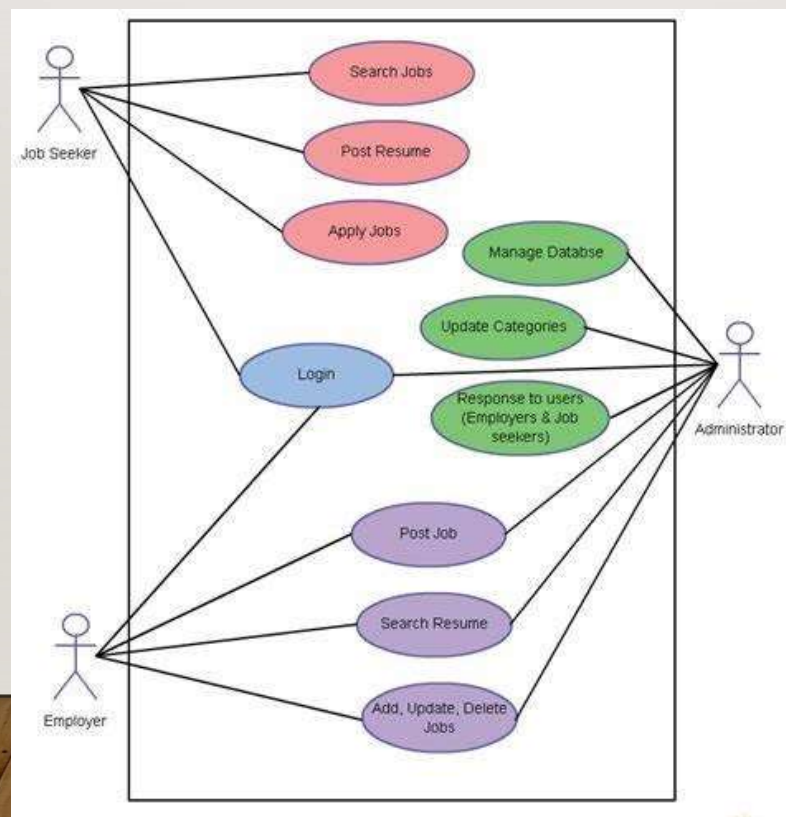 Search Jobs
Job Seeker
Post Resume
Apply Jobs
Manage Databse
Update Categories
Login
Response to users
(Employers & Job
seekers)
Administrator
Post Job
Search Resume
Employer
Add, Update, Delete
Jobs